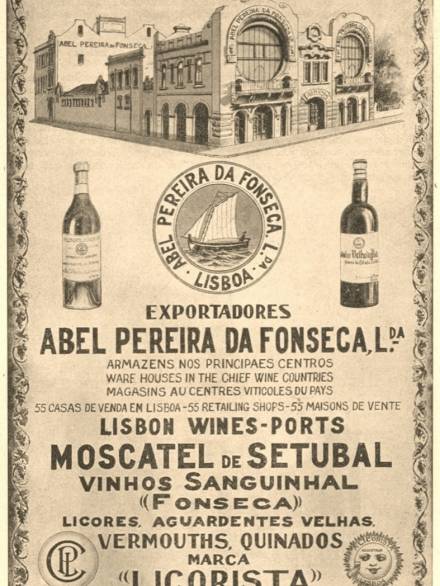 ABEL PEREIRA DA FONSECA
ABEL PEREIRA DA FONSECA, L.DA
LISBOA
EXPORTADORES
ABEL PEREIRA DA FONSECA, L.DA
ARMAZENS NOS PRINCIPAES CENTROS
WARE HOUSES IN THE CHIEF WINE COUNTRIES
MAGASINS AU CENTRES VITICOLES DU PAYS
55 CASAS DE VENDA EM LISBOA-55 RETAILING SHOPS-55 MAISONS DE VENTE
LISBON WINES-PORTS
MOSCATEL DE SETUBAL
VINHOS SANGUINHAL
((FONSECA))
LICORES, AGUARDENTES VELHAS,
VERMOUTHS, QUINADOS
MARCA
"LICORISTA"